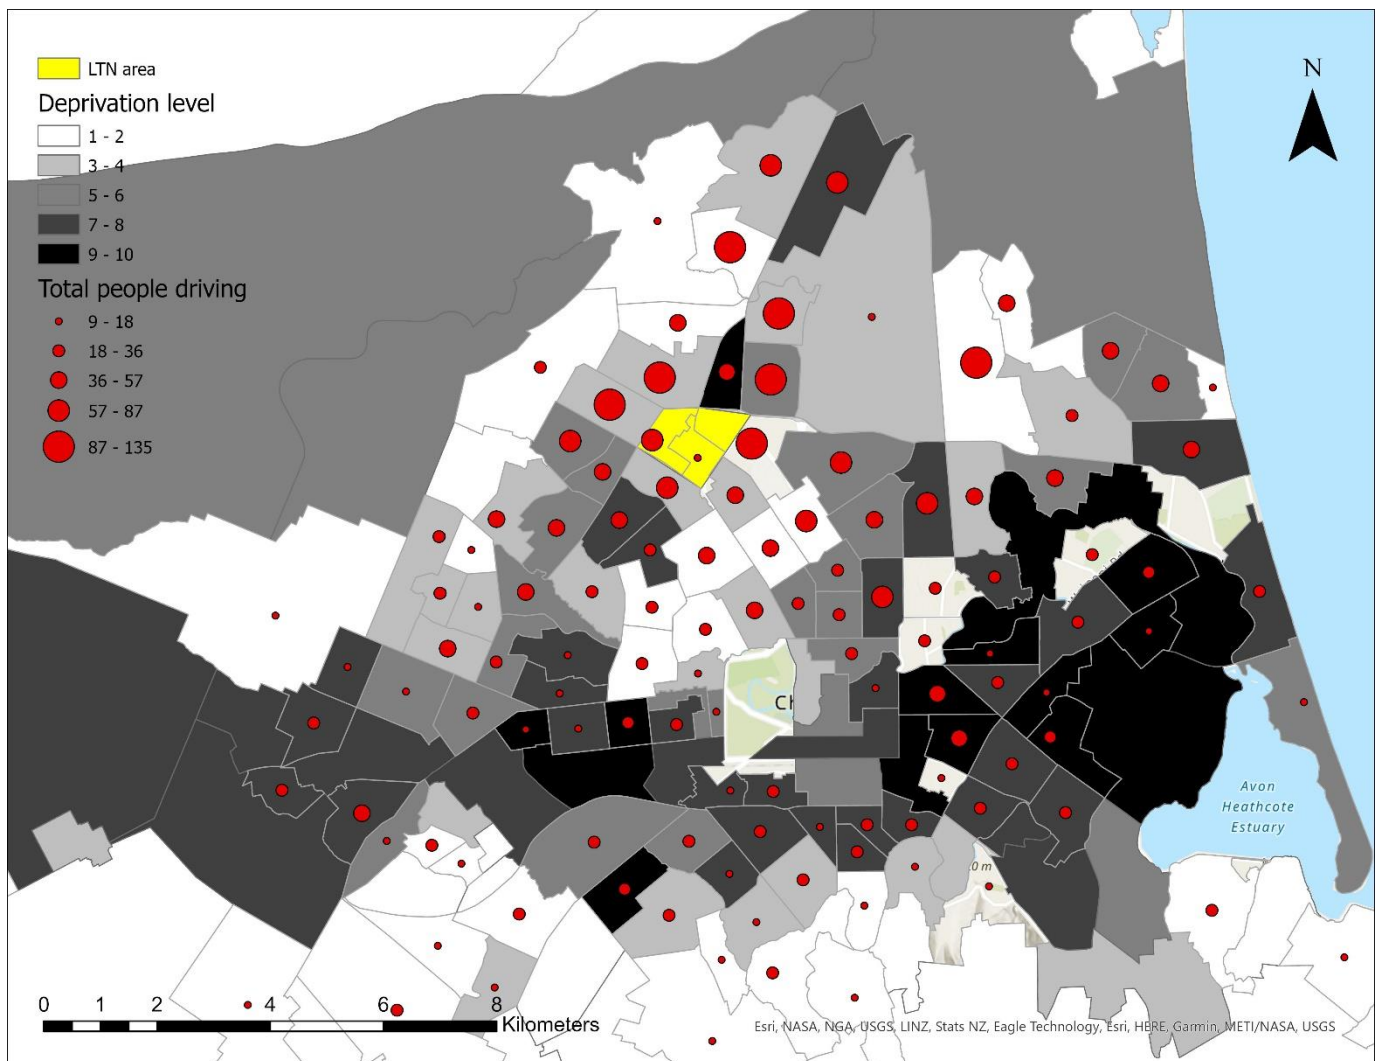 LTN area
Deprivation level
1 - 2
3 - 4
5 - 6
7 - 8
9 - 10
Total people driving
9 - 18
18 - 36
36 - 57
57 - 87
87 - 135
N
Ch
Avon
Heathcote
Estuary
0 m
0 1 2 4 6 8
Kilometers
Esri, NASA, NGA, USGS, LINZ, Stats NZ, Eagle Technology, Esri, HERE, Garmin, METI/NASA, USGS